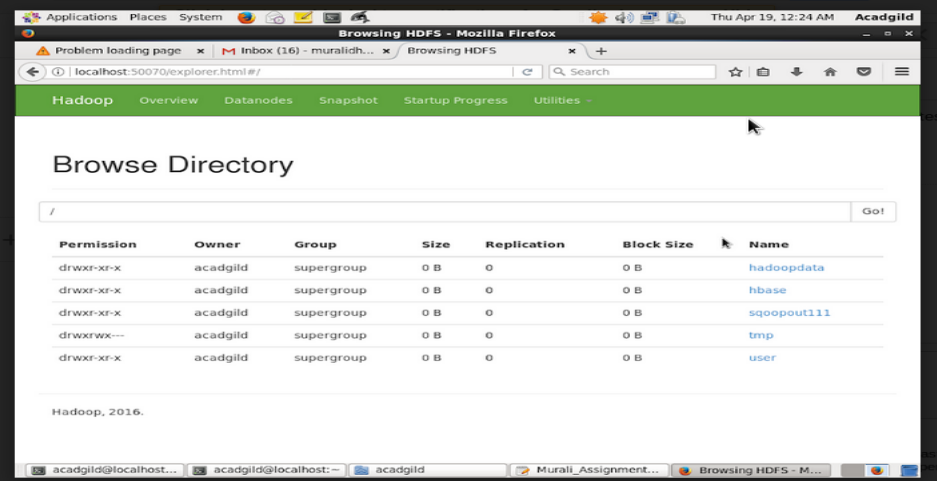 Applications Places System Thu Apr 19, 12:24 AM Acadgild
Browsing HDFS - Mozilla Firefox
Problem loading page × M Inbox (16) - muralidh... × Browsing HDFS × +
localhost:50070/explorer.html#/ Search
Hadoop Overview Datanodes Snapshot Startup Progress Utilities
Browse Directory
/ Go!
Permission Owner Group Size Replication Block Size Name
drwxr-xr-x acadgild supergroup 0 B 0 0 B hadoopdata
drwxr-xr-x acadgild supergroup 0 B 0 0 B hbase
drwxr-xr-x acadgild supergroup 0 B 0 0 B sqoopout111
drwxrwx--- acadgild supergroup 0 B 0 0 B tmp
drwxr-xr-x acadgild supergroup 0 B 0 0 B user
Hadoop, 2016.
acadgild@localhost... acadgild@localhost:~ acadgild Murali_Assignment... Browsing HDFS - M...